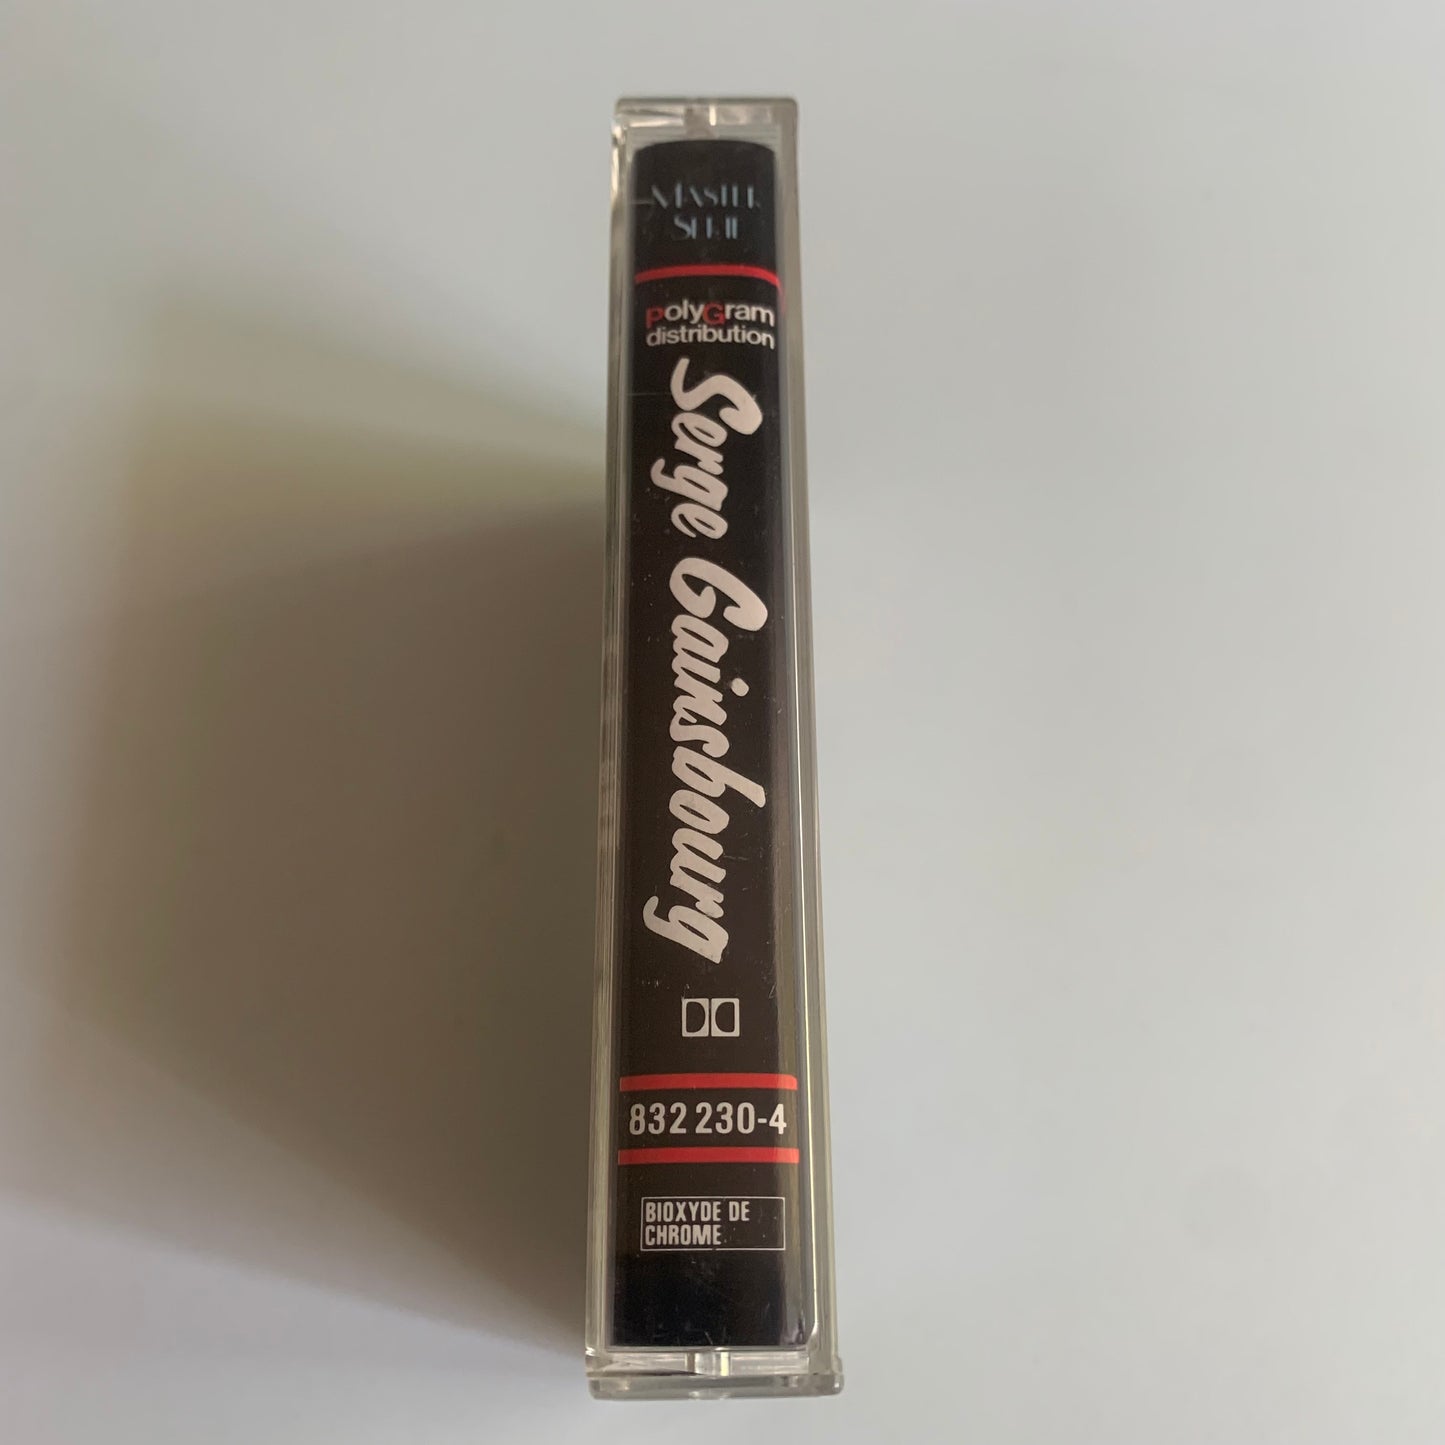 MASTER
SERIE
PolyGram
distribution
Serge Gainsbourg
832 230-4
BIOXYDE DE
CHROME